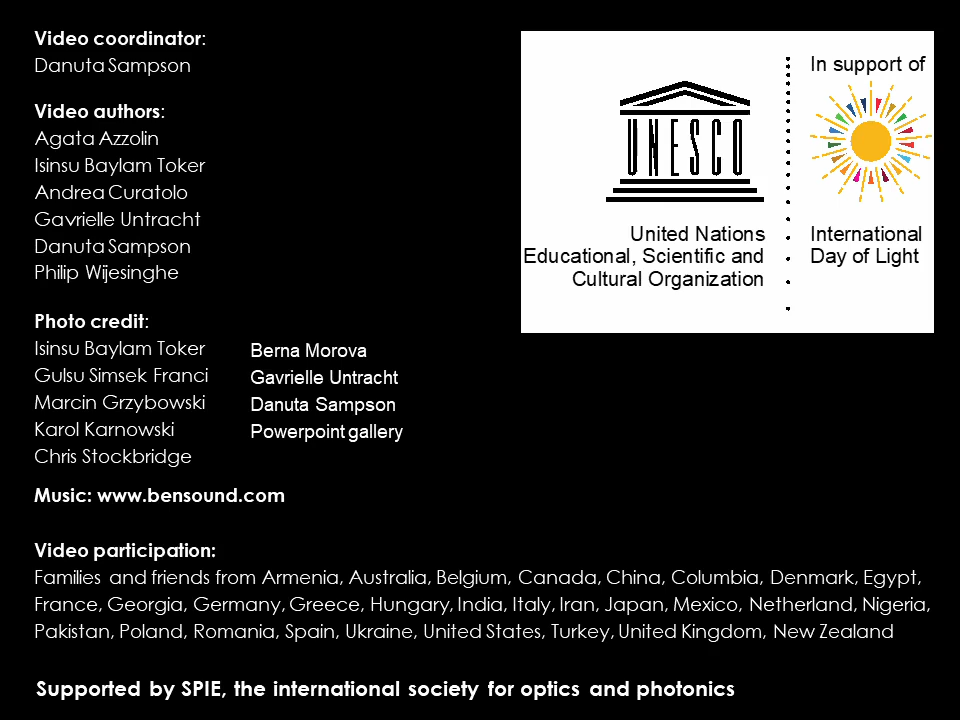 Video coordinator:
Danuta Sampson
Video authors:
Agata Azzolin
Isinsu Baylam Toker
Andrea Curatolo
Gavrielle Untracht
Danuta Sampson
Philip Wijesinghe
Photo credit:
Isinsu Baylam Toker
Gulsu Simsek Franci
Marcin Grzybowski
Karol Karnowski
Chris Stockbridge
Berna Morova
Gavrielle Untracht
Danuta Sampson
Powerpoint gallery
Music: www.bensound.com
Video participation:
Families and friends from Armenia, Australia, Belgium, Canada, China, Columbia, Denmark, Egypt,
France, Georgia, Germany, Greece, Hungary, India, Italy, Iran, Japan, Mexico, Netherland, Nigeria,
Pakistan, Poland, Romania, Spain, Ukraine, United States, Turkey, United Kingdom, New Zealand
Supported by SPIE, the international society for optics and photonics
UNESCO
United Nations
Educational, Scientific and
Cultural Organization
In support of
International
Day of Light